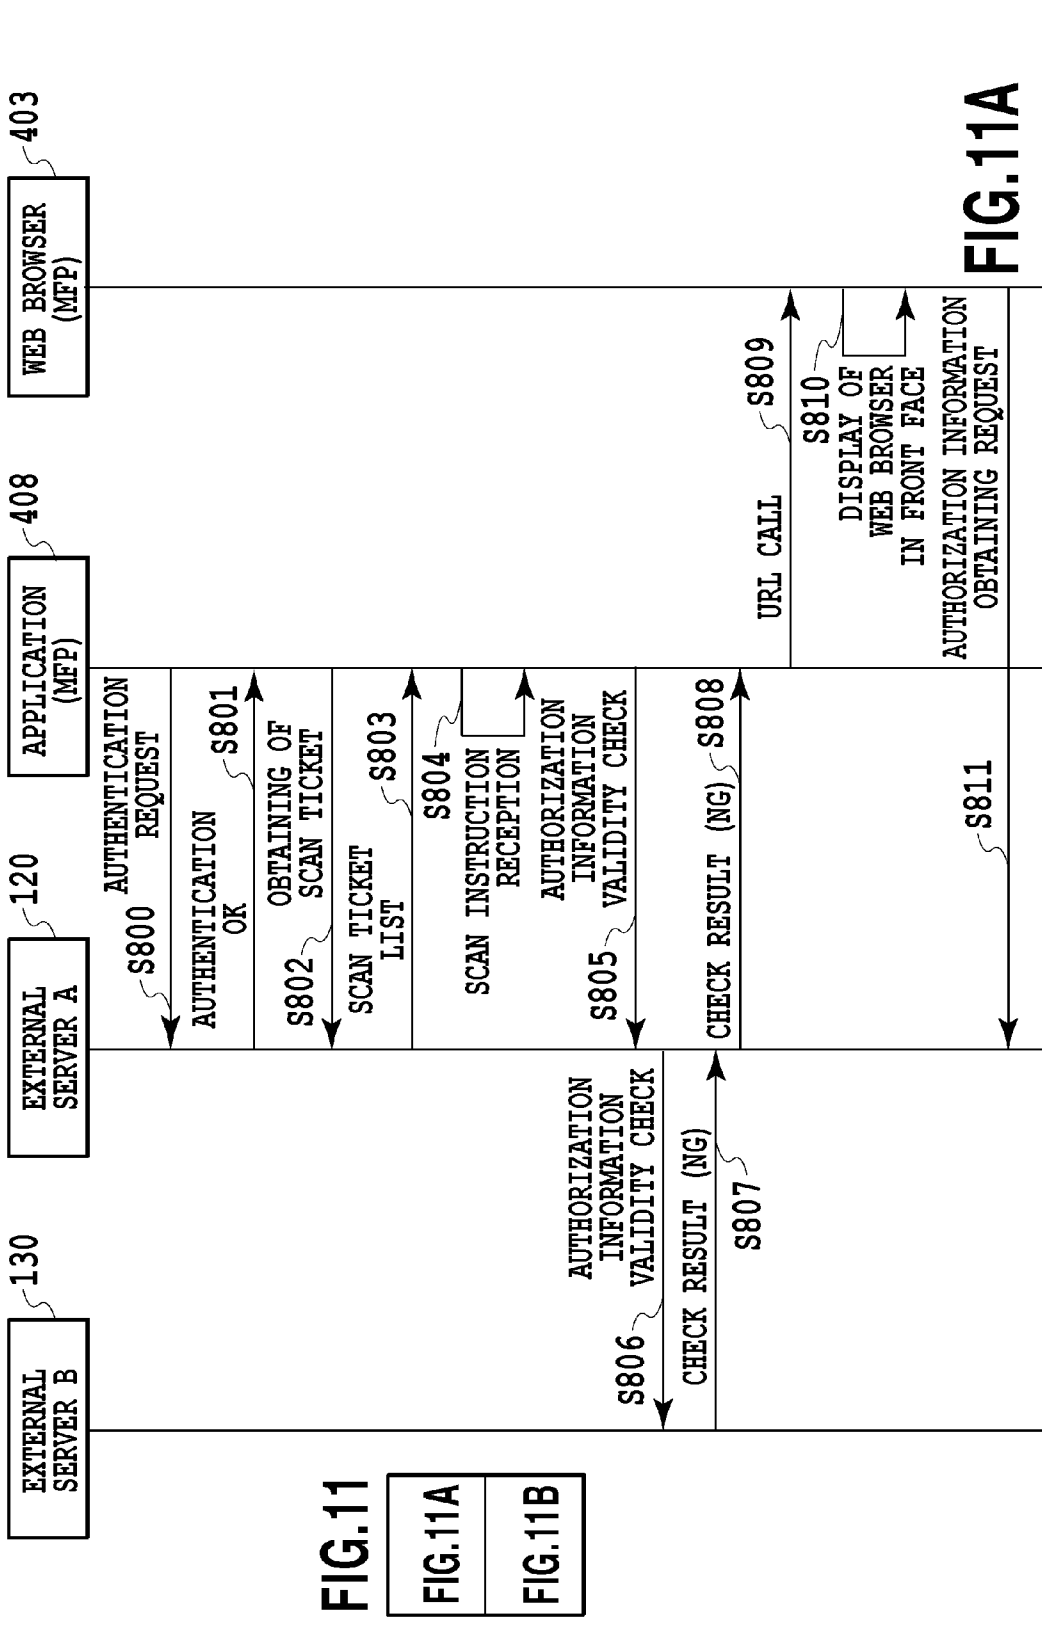 FIG.11
FIG.11A
FIG.11B
EXTERNAL
SERVER B
130
EXTERNAL
SERVER A
120
APPLICATION
(MFP)
408
WEB BROWSER
(MFP)
403
AUTHENTICATION
REQUEST
S800
AUTHENTICATION
OK
S801
OBTAINING OF
SCAN TICKET
S802
SCAN TICKET
LIST
S803
S804
SCAN INSTRUCTION
RECEPTION
AUTHORIZATION
INFORMATION
VALIDITY CHECK
S805
AUTHORIZATION
INFORMATION
VALIDITY CHECK
S806
CHECK RESULT (NG)
S807
CHECK RESULT (NG)
S808
URL CALL
S809
S810
DISPLAY OF
WEB BROWSER
IN FRONT FACE
AUTHORIZATION INFORMATION
OBTAINING REQUEST
S811
FIG.11A